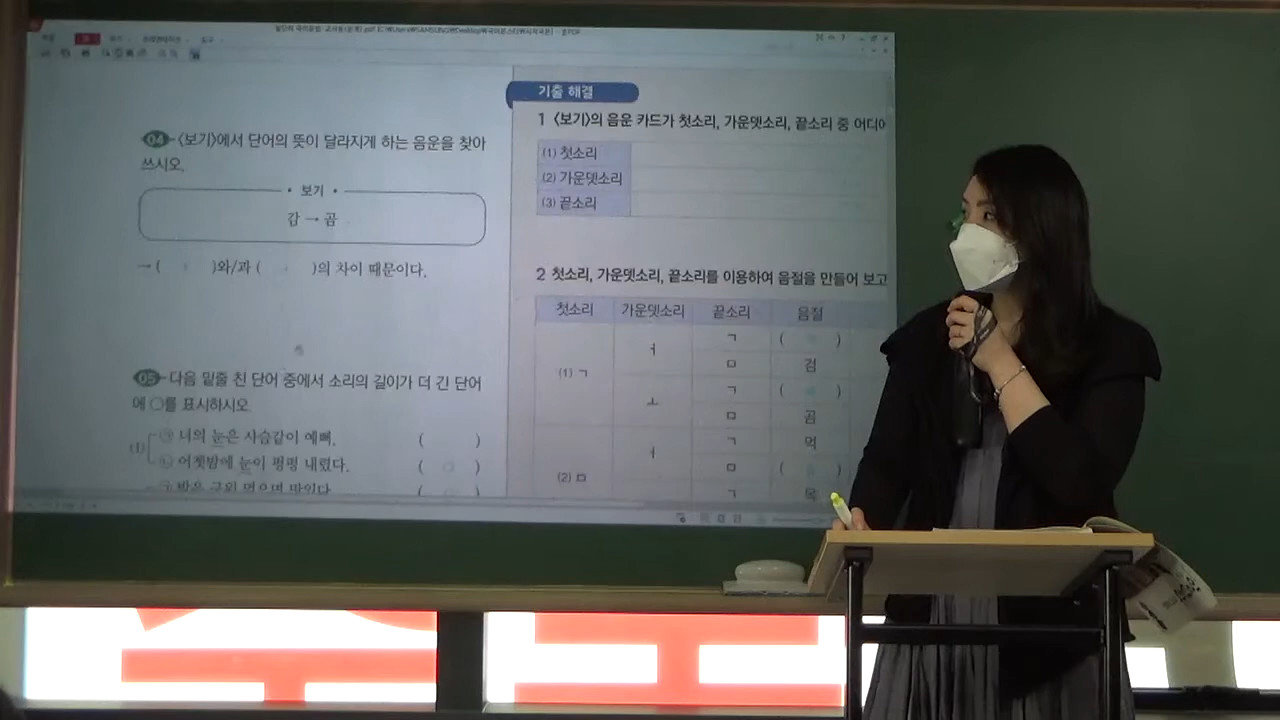 04 〈보기〉에서 단어의 뜻이 달라지게 하는 음운을 찾아
쓰시오.
• 보기 •
감 → 곰
→ ( )와/과 ( )의 차이 때문이다.
05 다음 밑줄 친 단어 중에서 소리의 길이가 더 긴 단어
에 ○를 표시하시오
(1) ㉠ 너의 눈은 사슴같이 예뻐. ( )
㉡ 어젯밤에 눈이 펑펑 내렸다. ( ○ )
기출 해결
1 〈보기〉의 음운 카드가 첫소리, 가운뎃소리, 끝소리 중 어디에
(1) 첫소리
(2) 가운뎃소리
(3) 끝소리
2 첫소리, 가운뎃소리, 끝소리를 이용하여 음절을 만들어 보고
첫소리 가운뎃소리 끝소리 음절
(1) ㄱ ㅓ ㄱ ( )
ㅁ 검
ㅗ ㄱ ( )
ㅁ 곰
(2) ㅁ ㅓ ㄱ 먹
ㅁ ( )
ㄱ 목